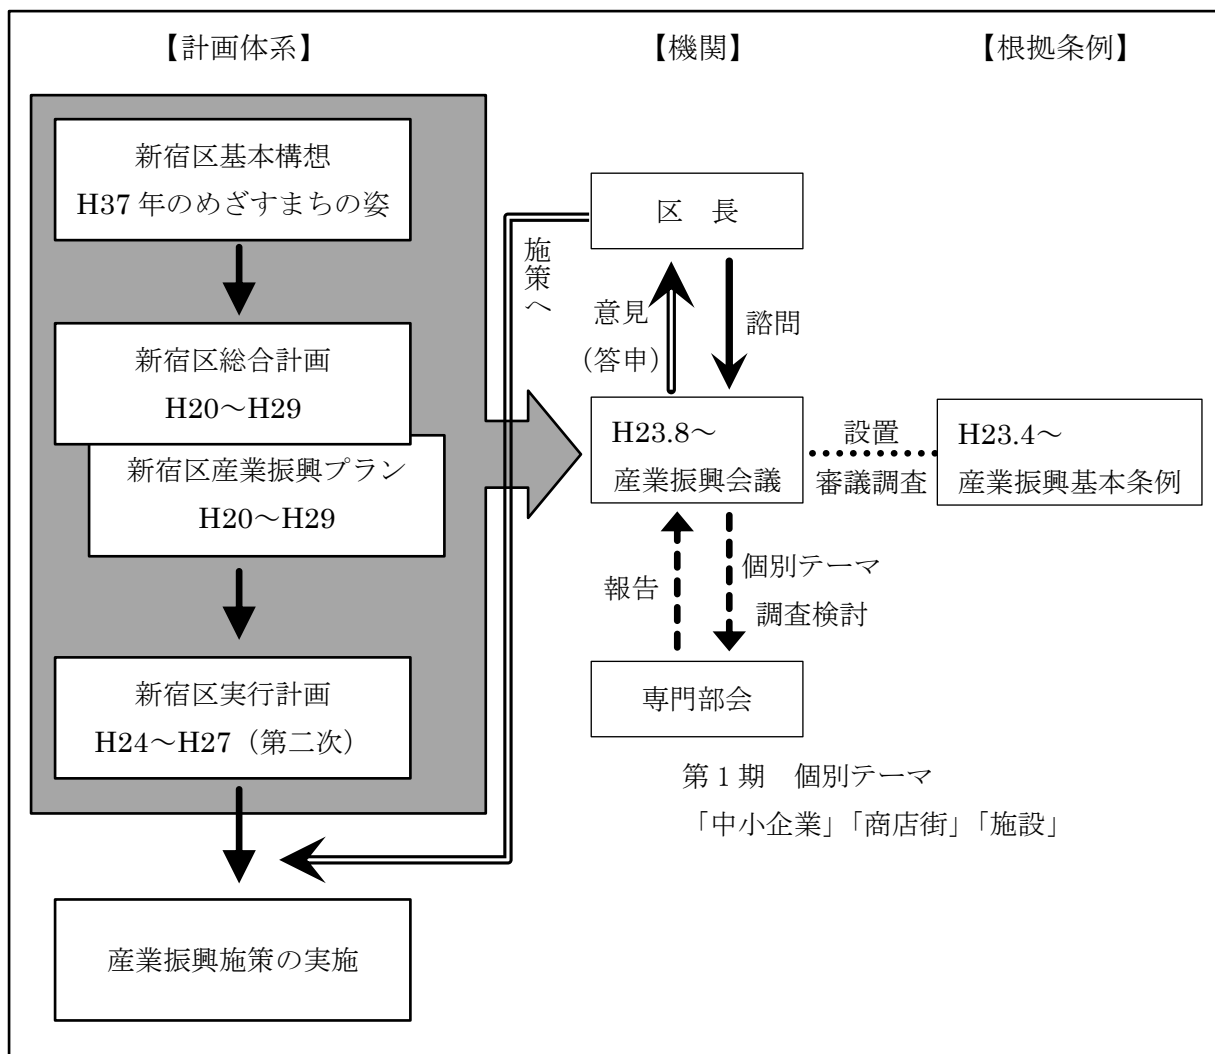 【計画体系】
【機関】
【根拠条例】
新宿区基本構想
H37年のめざすまちの姿
新宿区総合計画
H20～H29
新宿区産業振興プラン
H20～H29
新宿区実行計画
H24～H27（第二次）
産業振興施策の実施
施策へ
区　長
意見
（答申）
諮問
H23.8～
産業振興会議
設置
審議調査
H23.4～
産業振興基本条例
報告
個別テーマ
調査検討
専門部会
第1期　個別テーマ
「中小企業」「商店街」「施設」